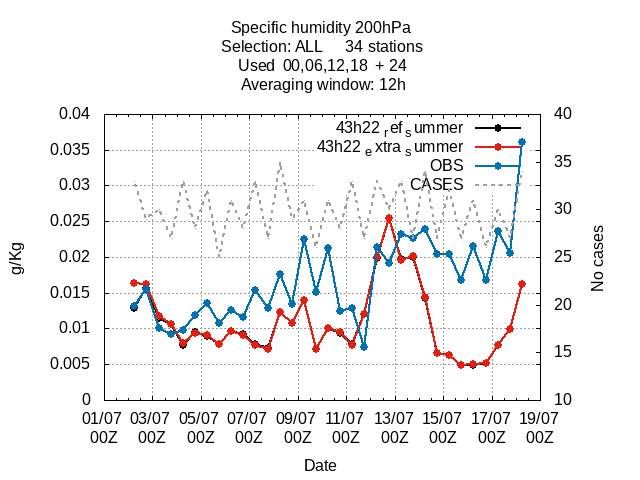 Specific humidity 200hPa
Selection: ALL 34 stations
Used 00,06,12,18 + 24
Averaging window: 12h
0.04
0.035
0.03
0.025
0.02
0.015
0.01
0.005
0
g/Kg
40
35
30
25
20
15
10
No cases
43h22 ref summer
43h22 extra summer
OBS
CASES
01/07 03/07 05/07 07/07 09/07 11/07 13/07 15/07 17/07 19/07
00Z 00Z 00Z 00Z 00Z 00Z 00Z 00Z 00Z 00Z
Date